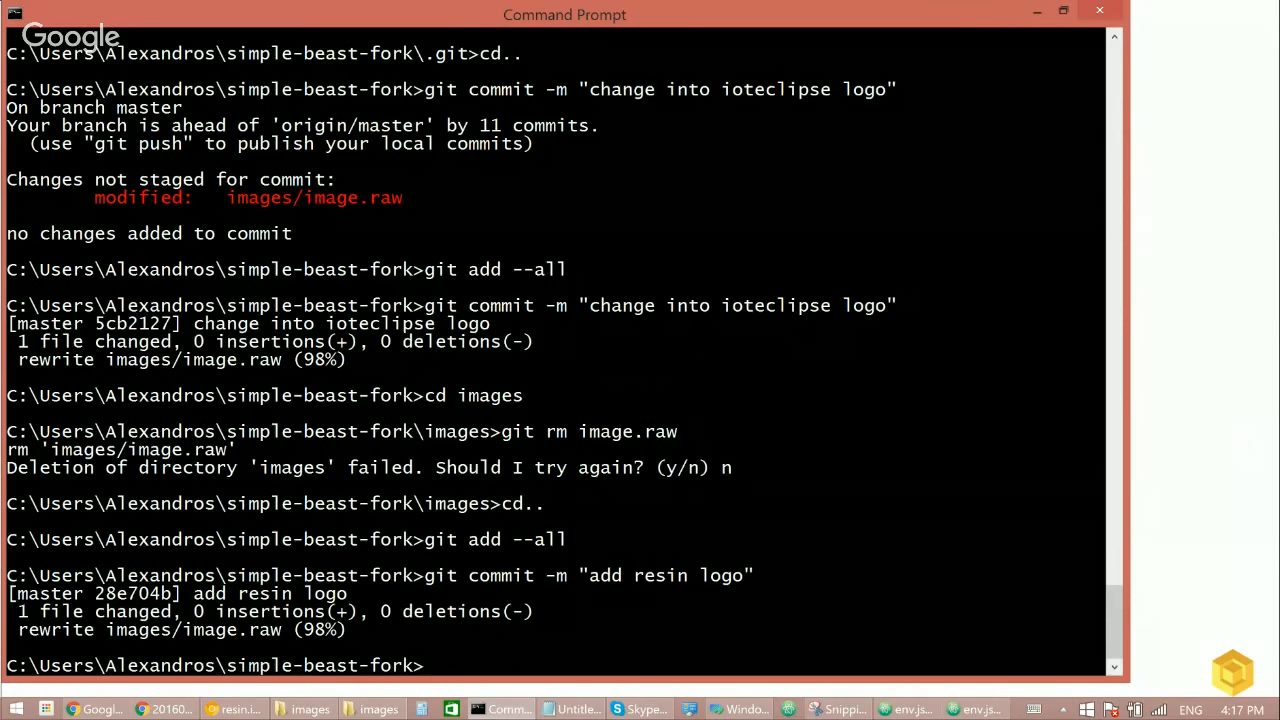 Command Prompt
Google
C:\Users\Alexandros\simple-beast-fork\.git>cd..
C:\Users\Alexandros\simple-beast-fork>git commit -m "change into ioteclipse logo"
On branch master
Your branch is ahead of 'origin/master' by 11 commits.
(use "git push" to publish your local commits)
Changes not staged for commit:
modified: images/image.raw
no changes added to commit
C:\Users\Alexandros\simple-beast-fork>git add --all
C:\Users\Alexandros\simple-beast-fork>git commit -m "change into ioteclipse logo"
[master 5cb2127] change into ioteclipse logo
1 file changed, 0 insertions(+), 0 deletions(-)
rewrite images/image.raw (98%)
C:\Users\Alexandros\simple-beast-fork>cd images
C:\Users\Alexandros\simple-beast-fork\images>git rm image.raw
rm 'images/image.raw'
Deletion of directory 'images' failed. Should I try again? (y/n) n
C:\Users\Alexandros\simple-beast-fork\images>cd..
C:\Users\Alexandros\simple-beast-fork>git add --all
C:\Users\Alexandros\simple-beast-fork>git commit -m "add resin logo"
[master 28e704b] add resin logo
1 file changed, 0 insertions(+), 0 deletions(-)
rewrite images/image.raw (98%)
C:\Users\Alexandros\simple-beast-fork>
Googl... 20160... resin.i... images images Comm... Untitle... Skype... Windo... Snippi... env.js... env.js... ENG 4:17 PM